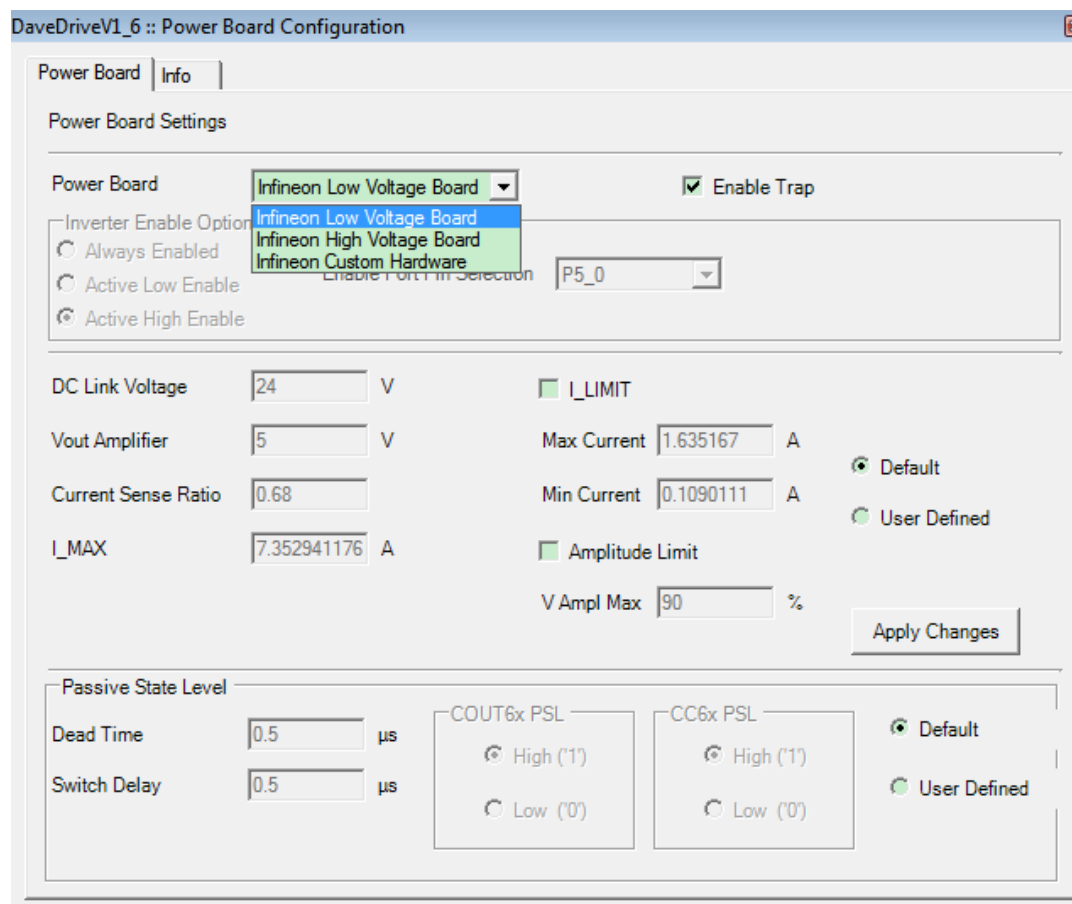 DaveDriveV1_6 :: Power Board Configuration
Power Board Info
Power Board Settings
Power Board Infineon Low Voltage Board Enable Trap
Infineon Low Voltage Board
Infineon High Voltage Board
Infineon Custom Hardware
Inverter Enable Option
Always Enabled
Active Low Enable
Active High Enable
Enable Port Pin Selection P5_0
DC Link Voltage 24 V I_LIMIT
Vout Amplifier 5 V Max Current 1.635167 A
Default
Current Sense Ratio 0.68 Min Current 0.1090111 A
User Defined
I_MAX 7.352941176 A Amplitude Limit
V Ampl Max 90 %
Apply Changes
Passive State Level
Dead Time 0.5 µs
Switch Delay 0.5 µs
COUT6x PSL
High ('1')
Low ('0')
CC6x PSL
High ('1')
Low ('0')
Default
User Defined